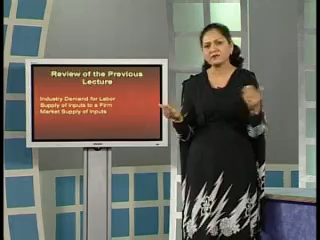 Review of the Previous
Lecture
Industry Demand for Labor
Supply of Inputs to a Firm
Market Supply of Inputs